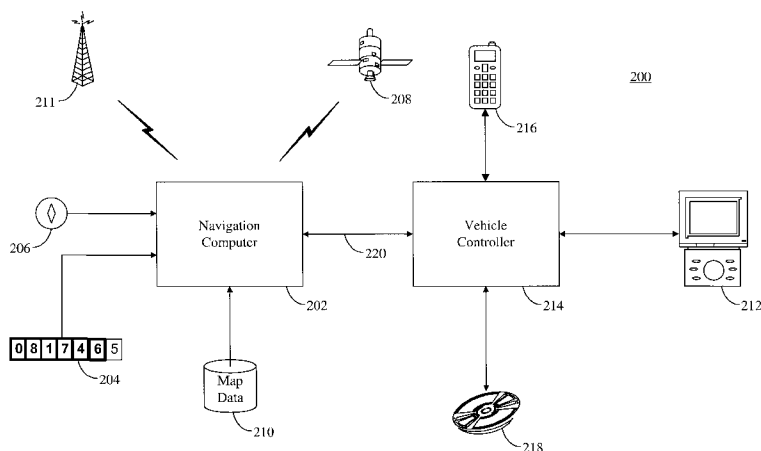 211
208
216
200
206
Navigation
Computer
202
220
Vehicle
Controller
214
212
0 8 1 7 4 6 5
204
Map
Data
210
218